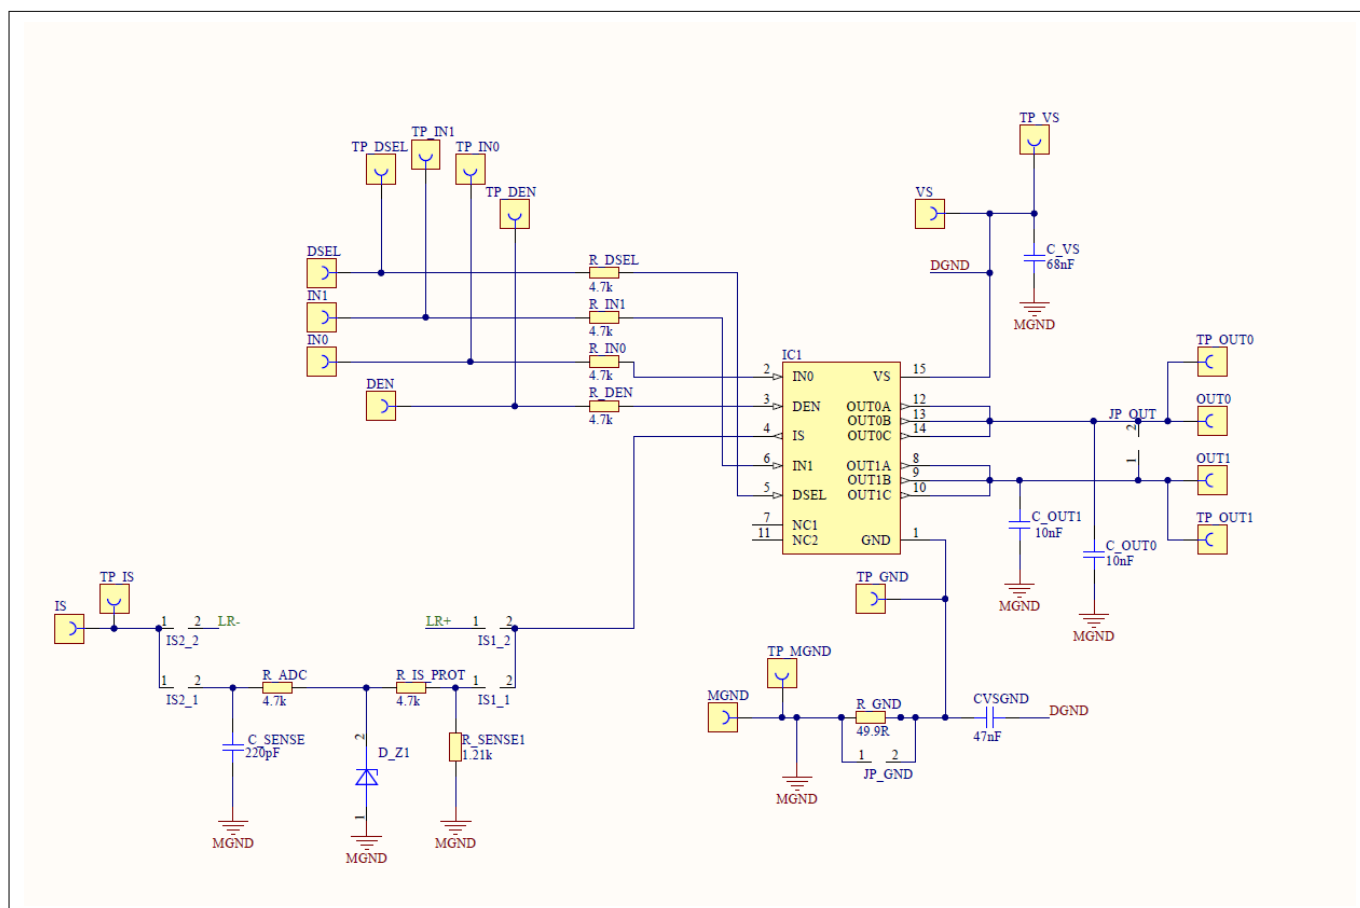 TP_VS
TP_IN1
TP_DSEL
TP_IN0
TP_DEN
VS
DSEL
R_DSEL
C_VS
68nF
DGND
4.7k
IN1
R_IN1
MGND
4.7k
IN0
R_IN0
IC1
TP_OUT0
4.7k
2
IN0
VS
15
DEN
R_DEN
4.7k
3
DEN
OUT0A
12
OUT0
OUT0B
13
JP_OUT
2
4
IS
OUT0C
14
6
IN1
OUT1A
8
1
OUT1
OUT1B
9
5
DSEL
OUT1C
10
7
NC1
C_OUT1
10nF
TP_OUT1
11
NC2
GND
1
C_OUT0
10nF
TP_IS
TP_GND
IS
MGND
1
2
LR-
LR+
1
2
MGND
IS2_2
IS1_2
TP_MGND
R_ADC
R_IS_PROT
1
2
1
2
IS2_1
4.7k
4.7k
IS1_1
MGND
R_GND
CVSGND
DGND
49.9R
47nF
C_SENSE
220pF
2
D_Z1
R_SENSE1
1.21k
1
2
JP_GND
MGND
1
MGND
MGND
MGND